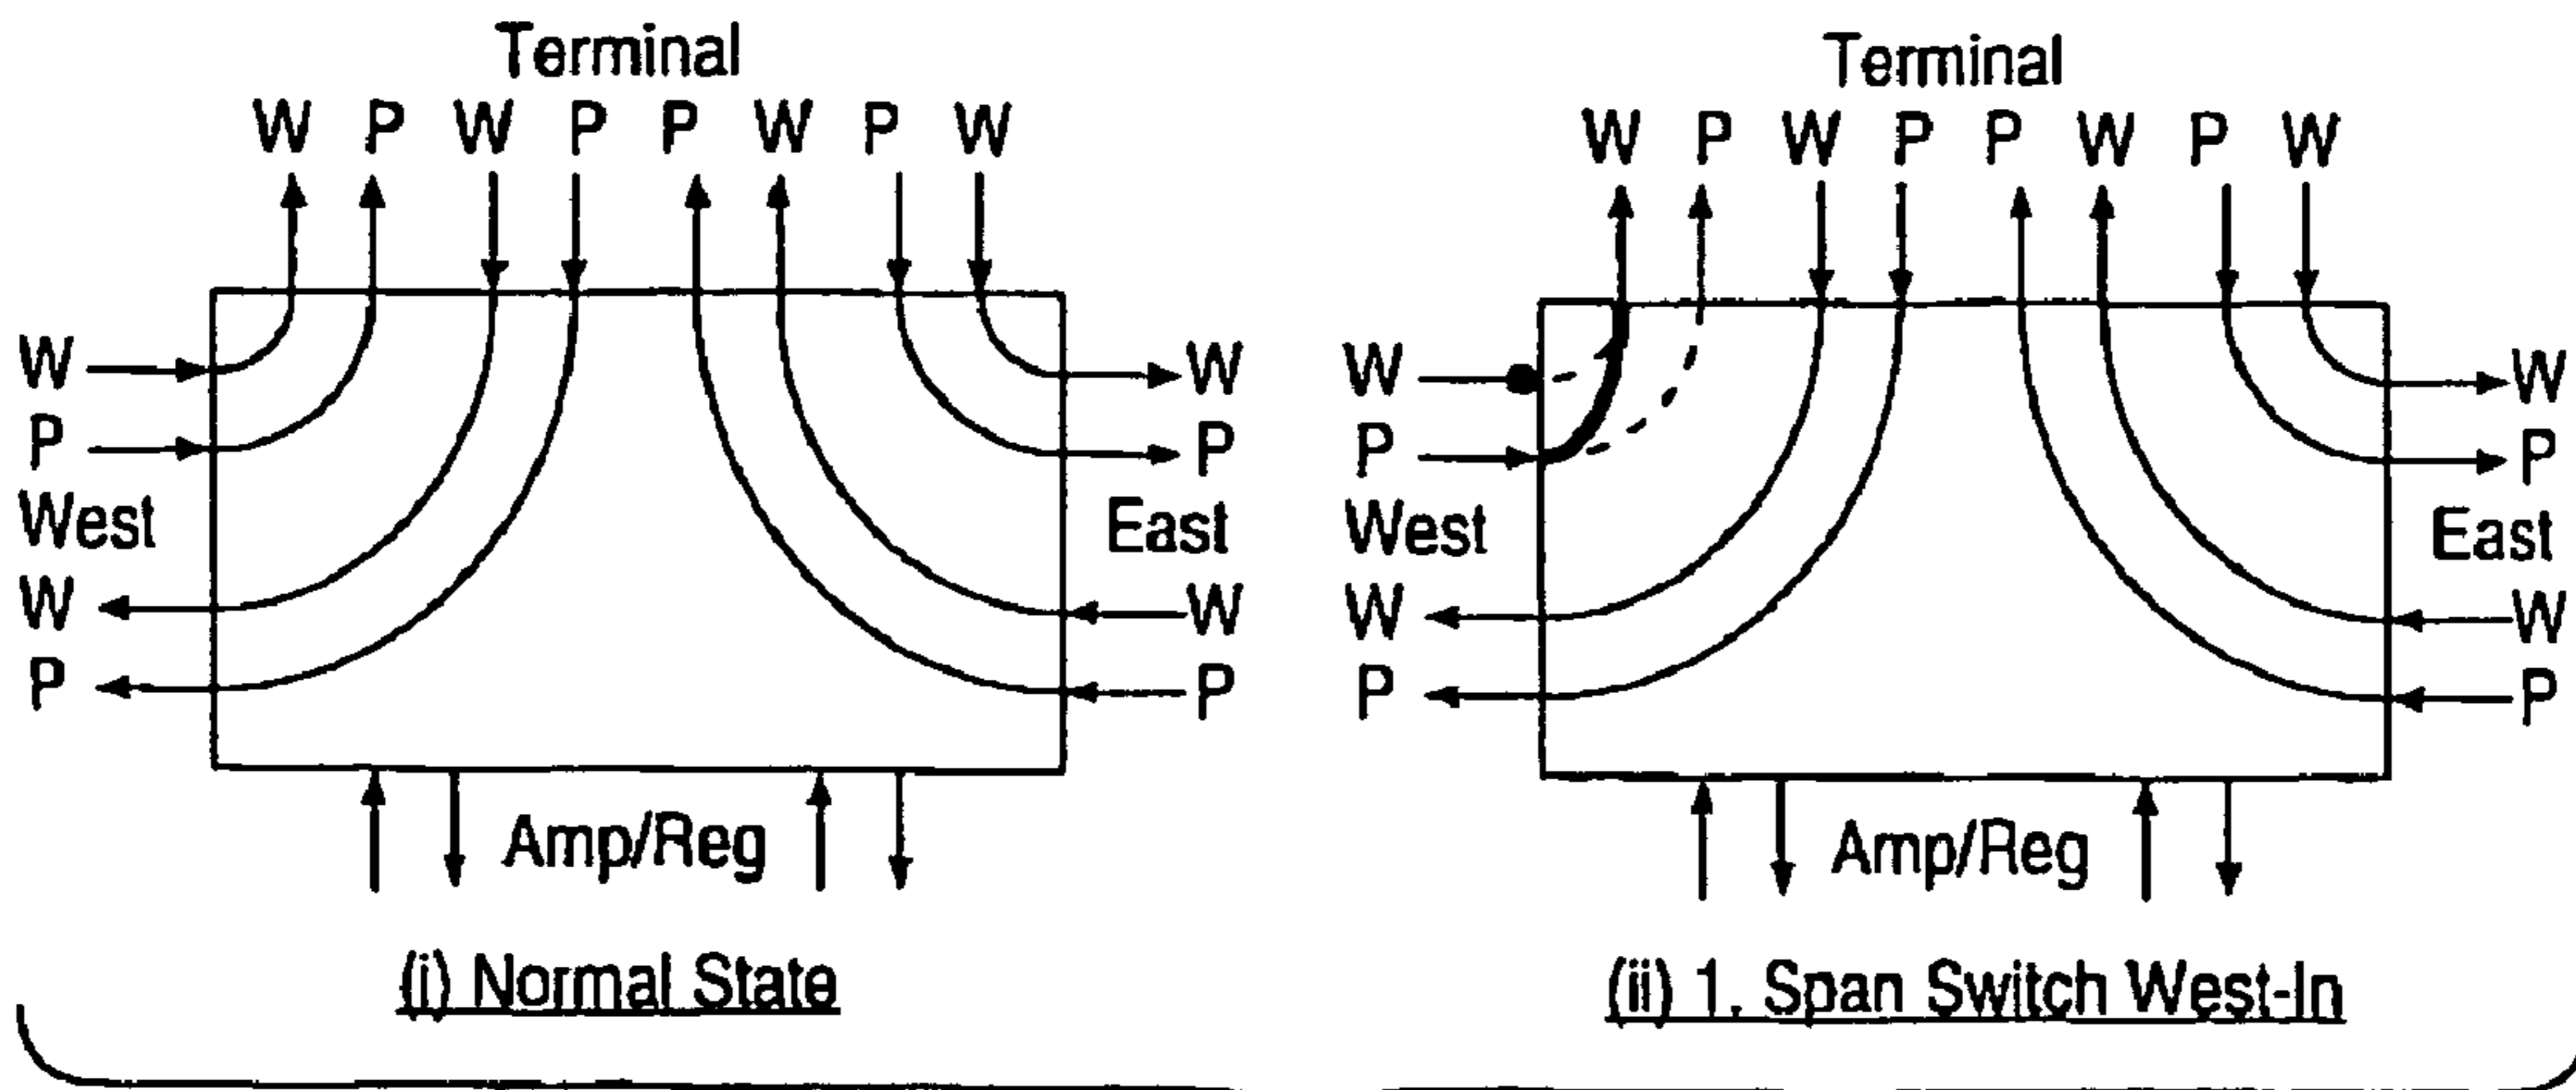 Terminal
W P W P P W P W
W
P
West
W
P
W
P
East
W
P
Amp/Reg
(i) Normal State
Terminal
W P W P P W P W
W
P
West
W
P
W
P
East
W
P
Amp/Reg
(ii) 1. Span Switch West-In